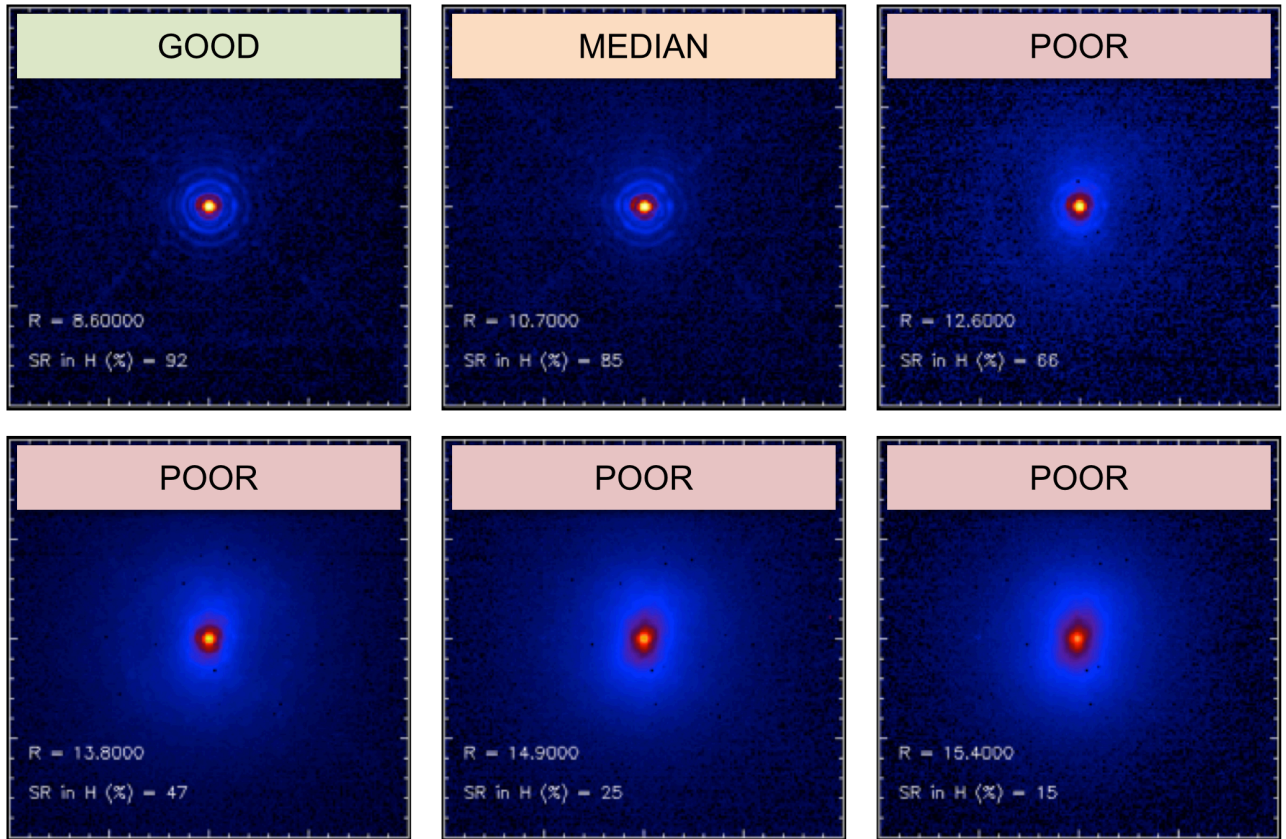 GOOD
R = 8.60000
SR in H (%) = 92
MEDIAN
R = 10.7000
SR in H (%) = 85
POOR
R = 12.6000
SR in H (%) = 66
POOR
R = 13.8000
SR in H (%) = 47
POOR
R = 14.9000
SR in H (%) = 25
POOR
R = 15.4000
SR in H (%) = 15